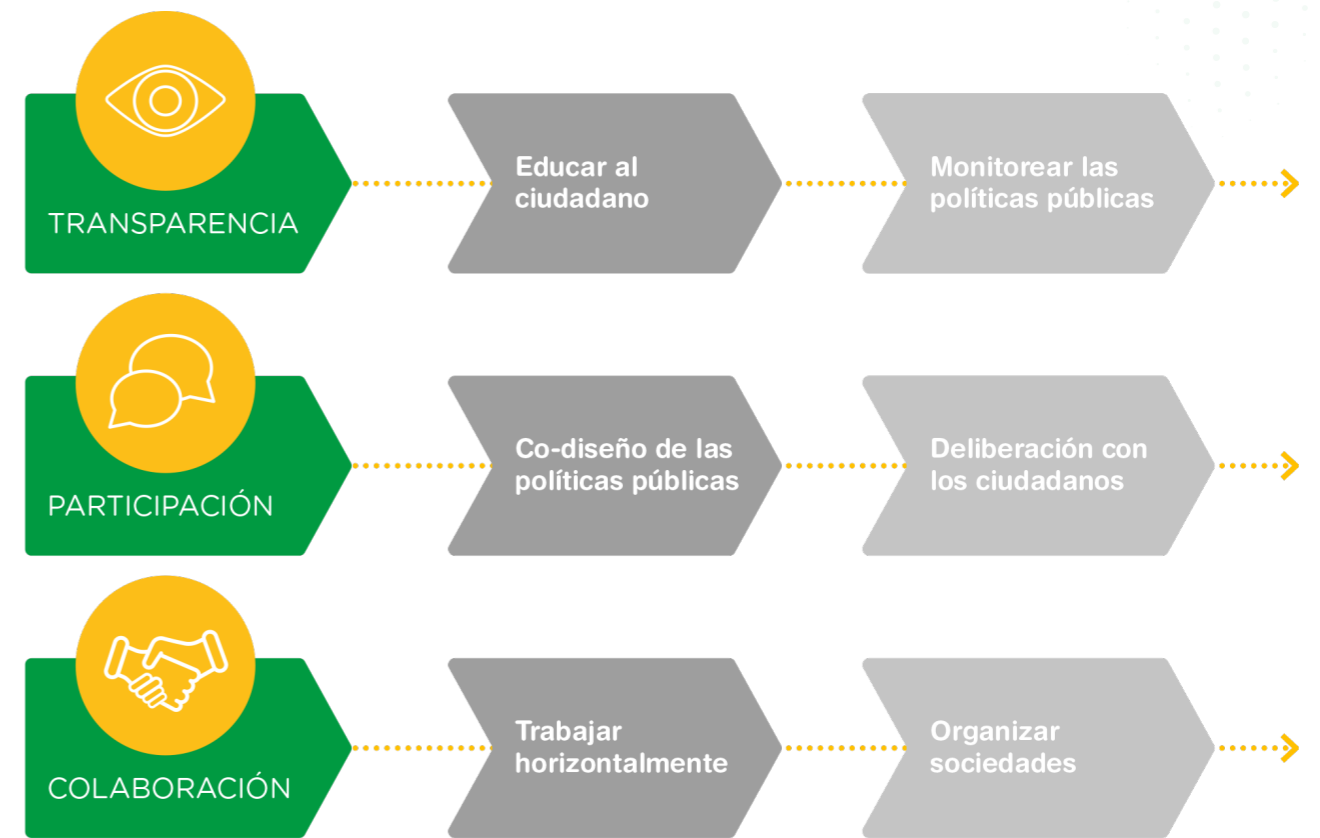 TRANSPARENCIA
Educar al
ciudadano
Monitorear las
políticas públicas
PARTICIPACIÓN
Co-diseño de las
políticas públicas
Deliberación con
los ciudadanos
COLABORACIÓN
Trabajar
horizontalmente
Organizar
sociedades